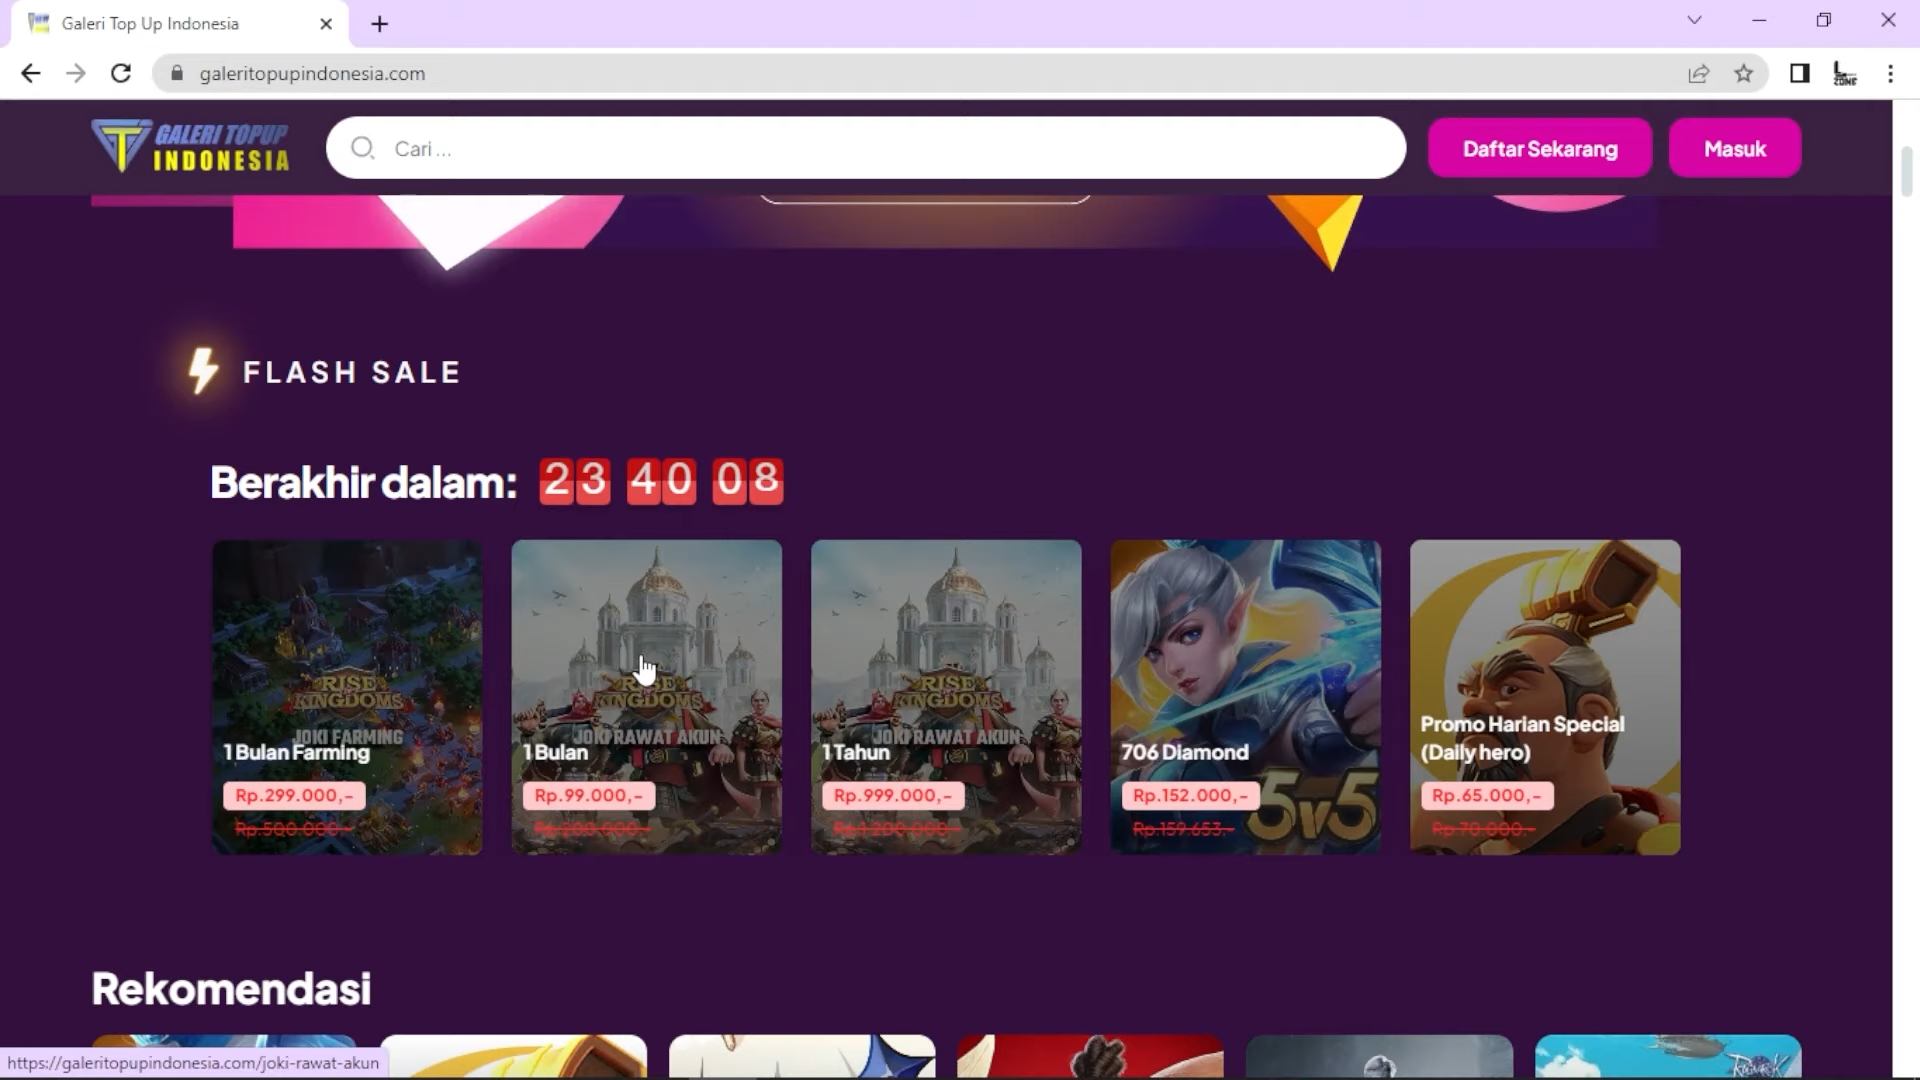 Galeri Top Up Indonesia
galeritopupindonesia.com
L ZONE
GALERI TOPUP
INDONESIA
Cari ...
Daftar Sekarang
Masuk
FLASH SALE
Berakhir dalam: 23 40 08
RISE
KINGDOMS
JOKI FARMING
1 Bulan Farming
Rp.299.000,-
Rp.500.000.-
RISE
KINGDOMS
JOKI RAWAT AKUN
1 Bulan
Rp.99.000,-
Rp.200.000.-
RISE
KINGDOMS
JOKI RAWAT AKUN
1 Tahun
Rp.999.000,-
Rp.1.200.000.-
706 Diamond
Rp.152.000,-
Rp.159.653.-
5v5
Promo Harian Special
(Daily hero)
Rp.65.000,-
Rp.70.000.-
Rekomendasi
RAGNAROK
https://galeritopupindonesia.com/joki-rawat-akun